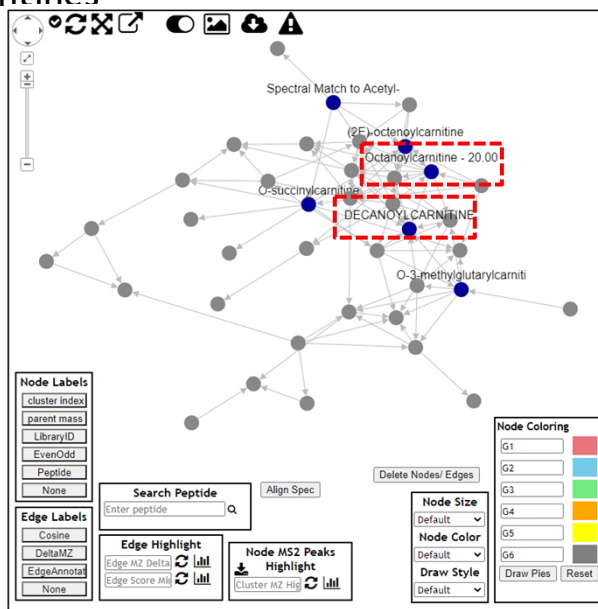 Spectral Match to Acetyl-
(2E)-octenoylcarnitine
Octanoylcarnitine - 20.00
O-succinylcarnitine
DECANOYLCARNITINE
O-3-methylglutarylcarniti
Node Labels
cluster index
parent mass
LibraryID
EvenOdd
Peptide
None
Edge Labels
Cosine
DeltaMZ
EdgeAnnotat
None
Search Peptide
Enter peptide
Align Spec
Edge Highlight
Edge MZ Delta
Edge Score Mi
Node MS2 Peaks
Highlight
Cluster MZ Hig
Delete Nodes/ Edges
Node Size
Default
Node Color
Default
Draw Style
Default
Node Coloring
G1
G2
G3
G4
G5
G6
Draw Pies
Reset